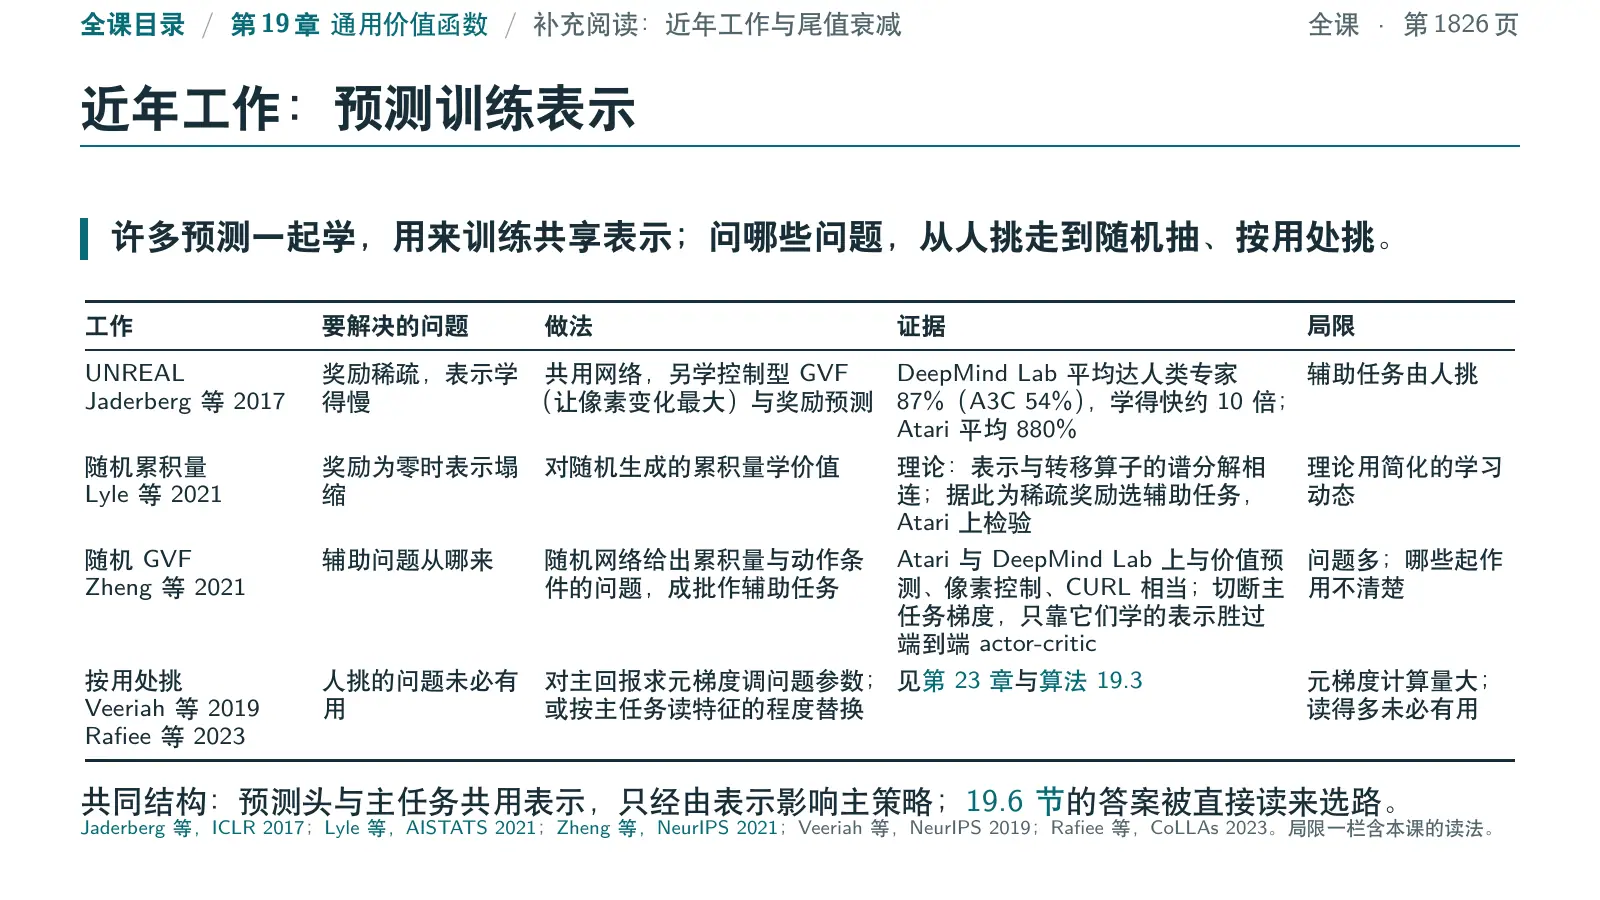 全课目录 / 第 19 章 通用价值函数 / 补充阅读：近年工作与尾值衰减
全课 · 第 1826 页
近年工作：预测训练表示
许多预测一起学，用来训练共享表示；问哪些问题，从人挑走到随机抽、按用处挑。
工作 要解决的问题 做法 证据 局限
UNREAL
Jaderberg 等 2017
奖励稀疏，表示学
得慢
共用网络，另学控制型 GVF
（让像素变化最大）与奖励预测
DeepMind Lab 平均达人类专家
87%（A3C 54%），学得快约 10 倍；
Atari 平均 880%
辅助任务由人挑
随机累积量
Lyle 等 2021
奖励为零时表示塌
缩
对随机生成的累积量学价值
理论：表示与转移算子的谱分解相
连；据此为稀疏奖励选辅助任务，
Atari 上检验
理论用简化的学习
动态
随机 GVF
Zheng 等 2021
辅助问题从哪来
随机网络给出累积量与动作条
件的问题，成批作辅助任务
Atari 与 DeepMind Lab 上与价值预
测、像素控制、CURL 相当；切断主
任务梯度，只靠它们学的表示胜过
端到端 actor-critic
问题多；哪些起作
用不清楚
按用处挑
Veeriah 等 2019
Rafiee 等 2023
人挑的问题未必有
用
对主回报求元梯度调问题参数；
或按主任务读特征的程度替换
见第 23 章与算法 19.3
元梯度计算量大；
读得多未必有用
共同结构：预测头与主任务共用表示，只经由表示影响主策略；19.6 节的答案被直接读来选路。
Jaderberg 等，ICLR 2017；Lyle 等，AISTATS 2021；Zheng 等，NeurIPS 2021；Veeriah 等，NeurIPS 2019；Rafiee 等，CoLLAs 2023。局限一栏含本课的读法。